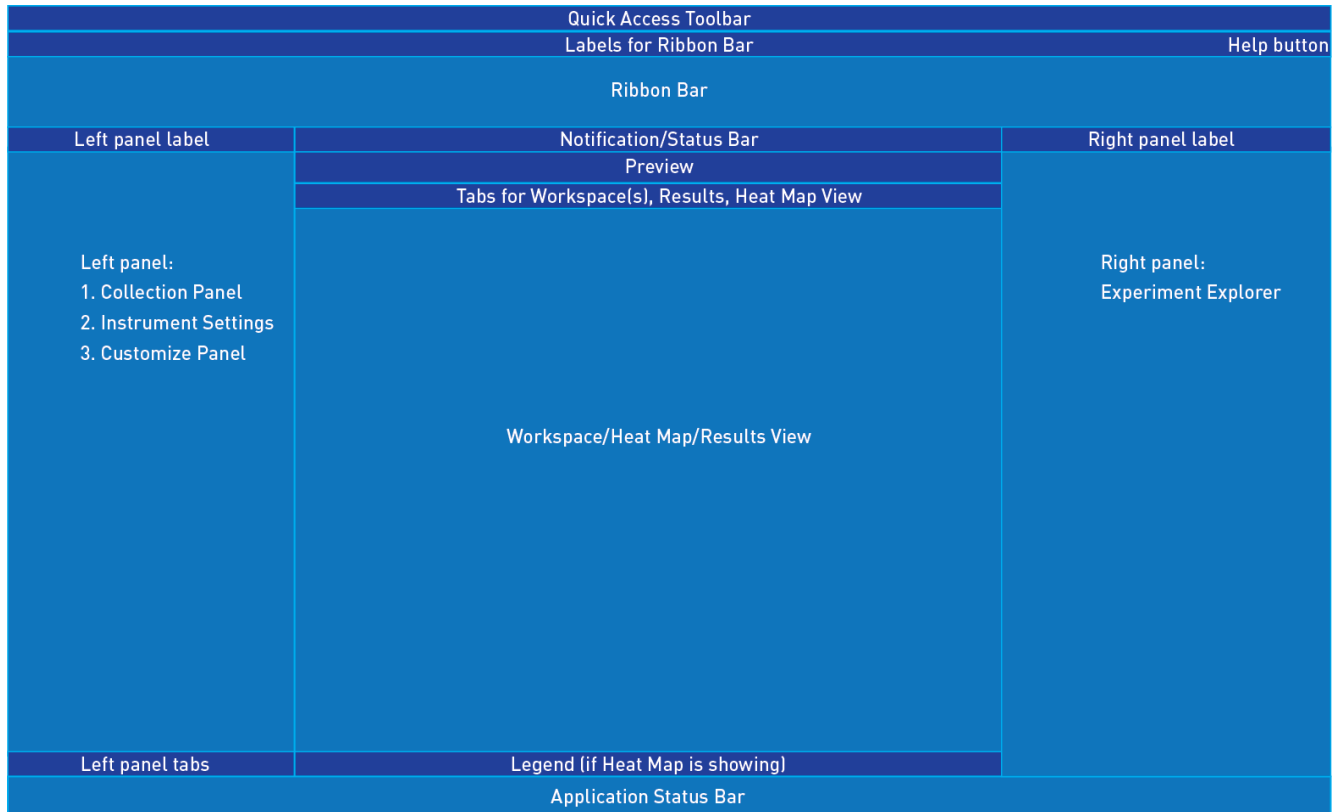 Quick Access Toolbar
Labels for Ribbon Bar
Help button
Ribbon Bar
Left panel label
Notification/Status Bar
Right panel label
Preview
Tabs for Workspace(s), Results, Heat Map View
Left panel:
1. Collection Panel
2. Instrument Settings
3. Customize Panel
Right panel:
Experiment Explorer
Workspace/Heat Map/Results View
Left panel tabs
Legend (if Heat Map is showing)
Application Status Bar